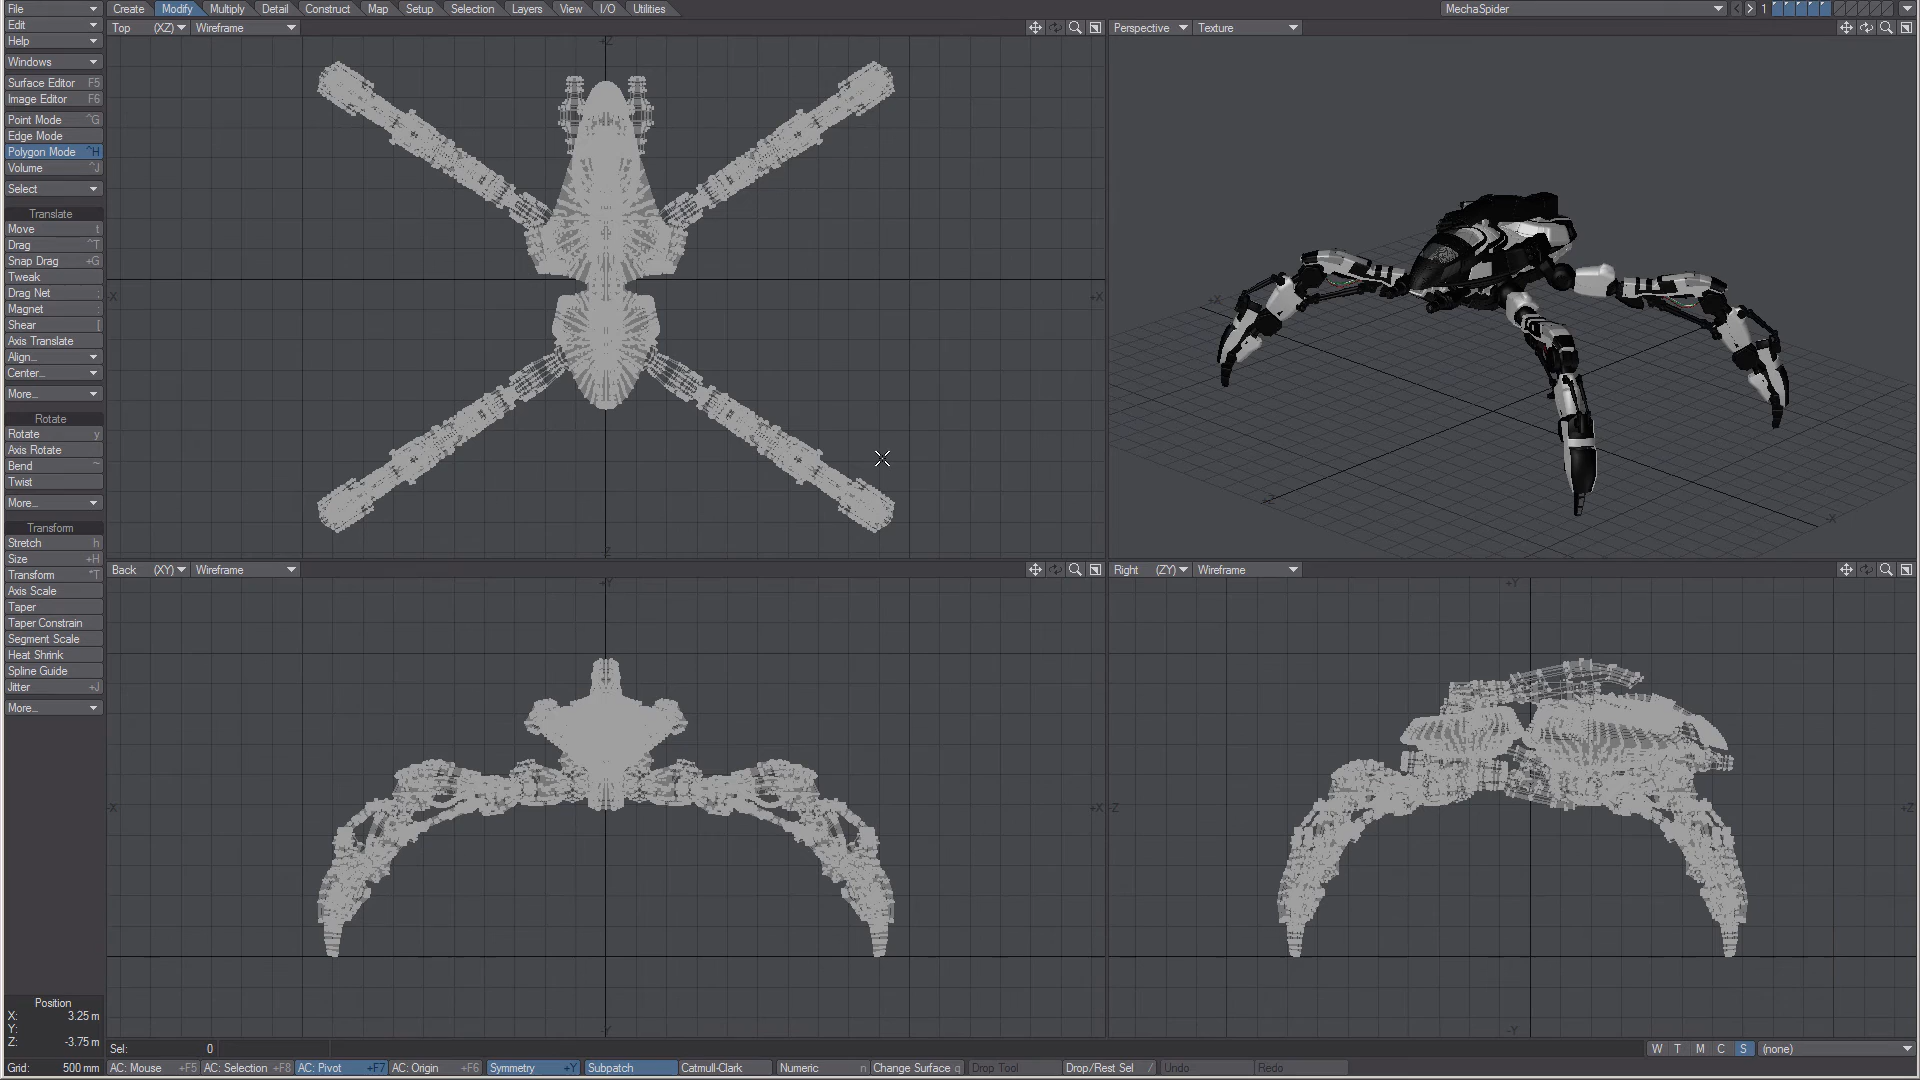 File Create Modify Multiply Detail Construct Map Setup Selection Layers View I/O Utilities MechaSpider 1
Edit
Help
Windows
Surface Editor F5
Image Editor F6
Point Mode ^G
Edge Mode
Polygon Mode ^H
Volume ^J
Select
Translate
Move t
Drag ^T
Snap Drag +G
Tweak
Drag Net ;
Magnet :
Shear [
Axis Translate
Align...
Center...
More...
Rotate
Rotate y
Axis Rotate
Bend ~
Twist
More...
Transform
Stretch h
Size +H
Transform
Axis Scale
Taper
Taper Constrain
Segment Scale
Heat Shrink
Spline Guide
Jitter +J
More...
Top (XZ) Wireframe
Perspective Texture
Back (XY) Wireframe
Right (ZY) Wireframe
Position
X: 3.25 m
Y:
Z: -3.75 m
Sel: 0 W T M C S (none)
Grid: 500 mm AC: Mouse +F5 AC: Selection +F8 AC: Pivot +F7 AC: Origin +F6 Symmetry +Y Subpatch Catmull-Clark Numeric n Change Surface q Drop Tool Drop/Rest Sel / Undo Redo